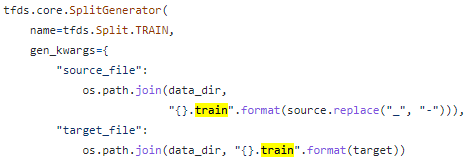 tfds.core.SplitGenerator(
    name=tfds.Split.TRAIN,
    gen_kwargs={
        "source_file":
            os.path.join(data_dir,
                         "{}.train".format(source.replace("_", "-"))),
        "target_file":
            os.path.join(data_dir, "{}.train".format(target))